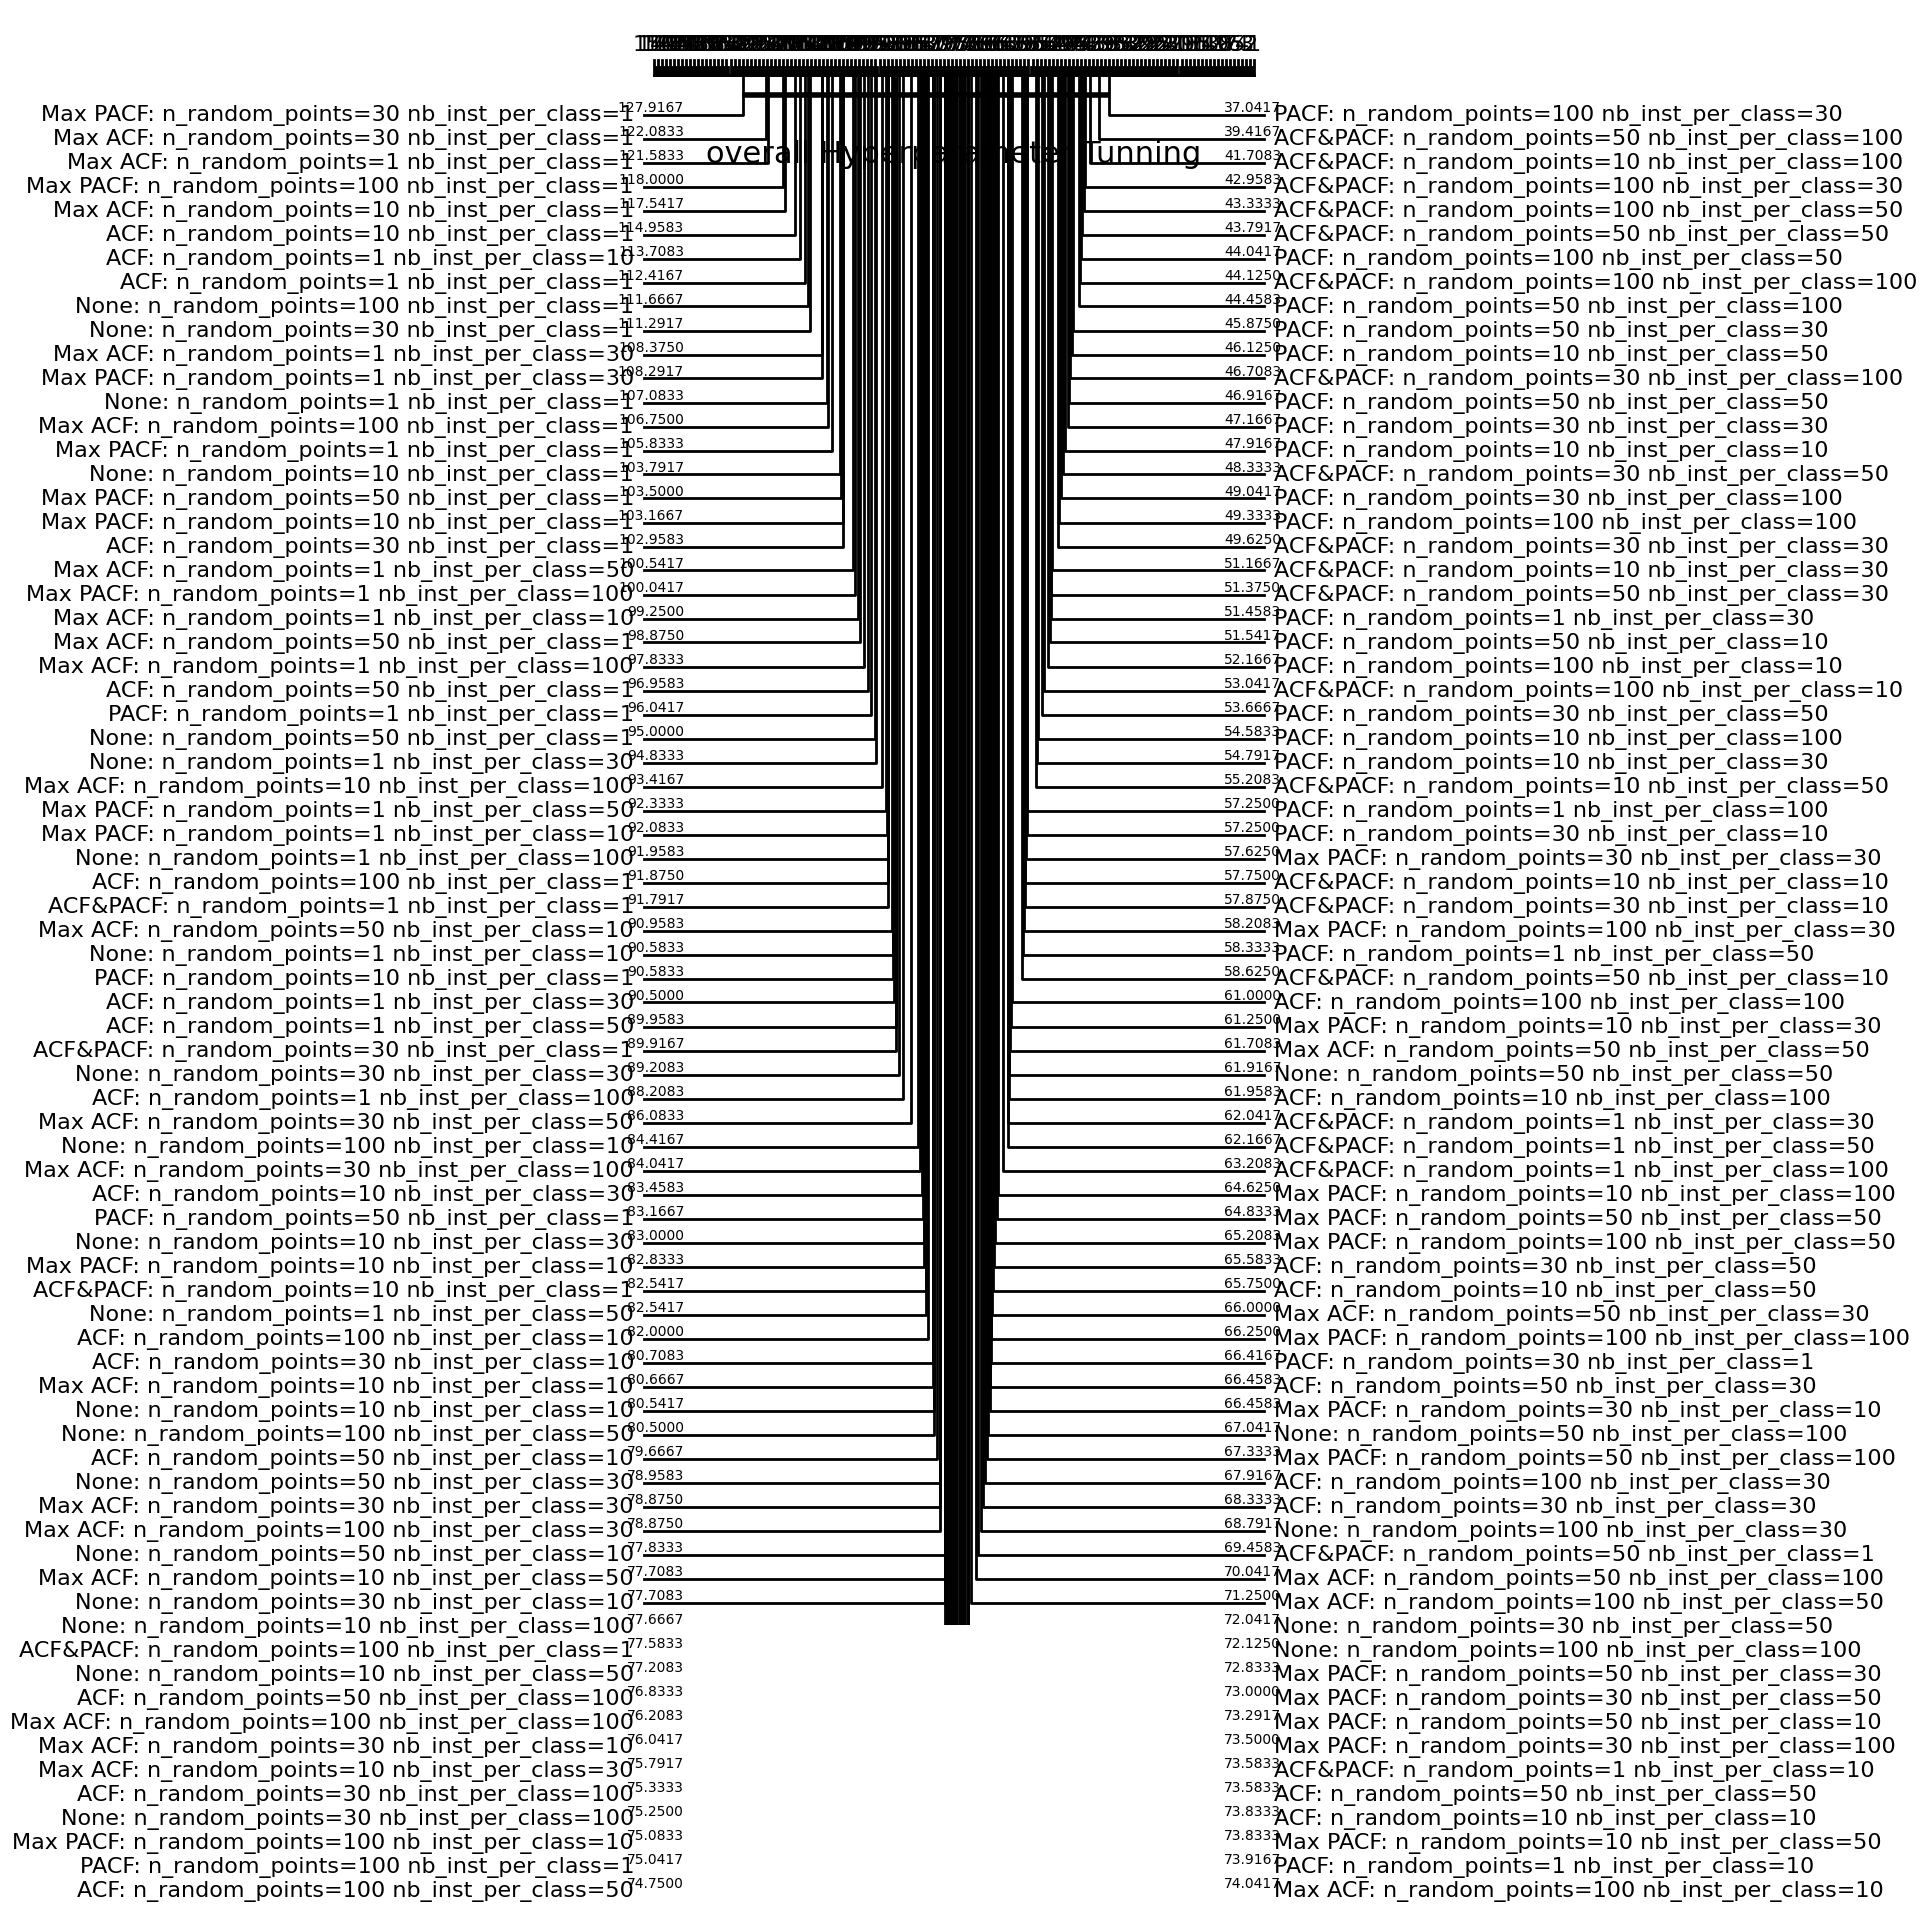 Max PACF: n_random_points=30 nb_inst_per_class=1 127.9167 37.0417 PACF: n_random_points=100 nb_inst_per_class=30
Max ACF: n_random_points=30 nb_inst_per_class=1 122.0833 39.4167 ACF&PACF: n_random_points=50 nb_inst_per_class=100
overall Hyperparameter Tunning
Max ACF: n_random_points=1 nb_inst_per_class=1 121.5833 41.7083 ACF&PACF: n_random_points=10 nb_inst_per_class=100
Max PACF: n_random_points=100 nb_inst_per_class=1 118.0000 42.9583 ACF&PACF: n_random_points=100 nb_inst_per_class=30
Max ACF: n_random_points=10 nb_inst_per_class=1 117.5417 43.3333 ACF&PACF: n_random_points=100 nb_inst_per_class=50
ACF: n_random_points=10 nb_inst_per_class=1 114.9583 43.7917 ACF&PACF: n_random_points=50 nb_inst_per_class=50
ACF: n_random_points=1 nb_inst_per_class=10 113.7083 44.0417 PACF: n_random_points=100 nb_inst_per_class=50
ACF: n_random_points=1 nb_inst_per_class=1 112.4167 44.1250 ACF&PACF: n_random_points=100 nb_inst_per_class=100
None: n_random_points=100 nb_inst_per_class=1 111.6667 44.4583 PACF: n_random_points=50 nb_inst_per_class=100
None: n_random_points=30 nb_inst_per_class=1 111.2917 45.8750 PACF: n_random_points=50 nb_inst_per_class=30
Max ACF: n_random_points=1 nb_inst_per_class=30 108.3750 46.1250 PACF: n_random_points=10 nb_inst_per_class=50
Max PACF: n_random_points=1 nb_inst_per_class=30 108.2917 46.7083 ACF&PACF: n_random_points=30 nb_inst_per_class=100
None: n_random_points=1 nb_inst_per_class=1 107.0833 46.9167 PACF: n_random_points=50 nb_inst_per_class=50
Max ACF: n_random_points=100 nb_inst_per_class=1 106.7500 47.1667 PACF: n_random_points=30 nb_inst_per_class=30
Max PACF: n_random_points=1 nb_inst_per_class=1 105.8333 47.9167 PACF: n_random_points=10 nb_inst_per_class=10
None: n_random_points=10 nb_inst_per_class=1 103.7917 48.3333 ACF&PACF: n_random_points=30 nb_inst_per_class=50
Max PACF: n_random_points=50 nb_inst_per_class=1 103.5000 49.0417 PACF: n_random_points=30 nb_inst_per_class=100
Max PACF: n_random_points=10 nb_inst_per_class=1 103.1667 49.3333 PACF: n_random_points=100 nb_inst_per_class=100
ACF: n_random_points=30 nb_inst_per_class=1 102.9583 49.6250 ACF&PACF: n_random_points=30 nb_inst_per_class=30
Max ACF: n_random_points=1 nb_inst_per_class=50 100.5417 51.1667 ACF&PACF: n_random_points=10 nb_inst_per_class=30
Max PACF: n_random_points=1 nb_inst_per_class=100 100.0417 51.3750 ACF&PACF: n_random_points=50 nb_inst_per_class=30
Max ACF: n_random_points=1 nb_inst_per_class=10 99.2500 51.4583 PACF: n_random_points=1 nb_inst_per_class=30
Max ACF: n_random_points=50 nb_inst_per_class=1 98.8750 51.5417 PACF: n_random_points=50 nb_inst_per_class=10
Max ACF: n_random_points=1 nb_inst_per_class=100 97.8333 52.1667 PACF: n_random_points=100 nb_inst_per_class=10
ACF: n_random_points=50 nb_inst_per_class=1 96.9583 53.0417 ACF&PACF: n_random_points=100 nb_inst_per_class=10
PACF: n_random_points=1 nb_inst_per_class=1 96.0417 53.6667 PACF: n_random_points=30 nb_inst_per_class=50
None: n_random_points=50 nb_inst_per_class=1 95.0000 54.5833 PACF: n_random_points=10 nb_inst_per_class=100
None: n_random_points=1 nb_inst_per_class=30 94.8333 54.7917 PACF: n_random_points=10 nb_inst_per_class=30
Max ACF: n_random_points=10 nb_inst_per_class=100 93.4167 55.2083 ACF&PACF: n_random_points=10 nb_inst_per_class=50
Max PACF: n_random_points=1 nb_inst_per_class=50 92.3333 57.2500 PACF: n_random_points=1 nb_inst_per_class=100
Max PACF: n_random_points=1 nb_inst_per_class=10 92.0833 57.2500 PACF: n_random_points=30 nb_inst_per_class=10
None: n_random_points=1 nb_inst_per_class=100 91.9583 57.6250 Max PACF: n_random_points=30 nb_inst_per_class=30
ACF: n_random_points=100 nb_inst_per_class=1 91.8750 57.7500 ACF&PACF: n_random_points=10 nb_inst_per_class=10
ACF&PACF: n_random_points=1 nb_inst_per_class=1 91.7917 57.8750 ACF&PACF: n_random_points=30 nb_inst_per_class=10
Max ACF: n_random_points=50 nb_inst_per_class=10 90.9583 58.2083 Max PACF: n_random_points=100 nb_inst_per_class=30
None: n_random_points=1 nb_inst_per_class=10 90.5833 58.3333 PACF: n_random_points=1 nb_inst_per_class=50
PACF: n_random_points=10 nb_inst_per_class=1 90.5833 58.6250 ACF&PACF: n_random_points=50 nb_inst_per_class=10
ACF: n_random_points=1 nb_inst_per_class=30 90.5000 61.0000 ACF: n_random_points=100 nb_inst_per_class=100
ACF: n_random_points=1 nb_inst_per_class=50 89.9583 61.2500 Max PACF: n_random_points=10 nb_inst_per_class=30
ACF&PACF: n_random_points=30 nb_inst_per_class=1 89.9167 61.7083 Max ACF: n_random_points=50 nb_inst_per_class=50
None: n_random_points=30 nb_inst_per_class=30 89.2083 61.9167 None: n_random_points=50 nb_inst_per_class=50
ACF: n_random_points=1 nb_inst_per_class=100 88.2083 61.9583 ACF: n_random_points=10 nb_inst_per_class=100
Max ACF: n_random_points=30 nb_inst_per_class=50 86.0833 62.0417 ACF&PACF: n_random_points=1 nb_inst_per_class=30
None: n_random_points=100 nb_inst_per_class=10 84.4167 62.1667 ACF&PACF: n_random_points=1 nb_inst_per_class=50
Max ACF: n_random_points=30 nb_inst_per_class=100 84.0417 63.2083 ACF&PACF: n_random_points=1 nb_inst_per_class=100
ACF: n_random_points=10 nb_inst_per_class=30 83.4583 64.6250 Max PACF: n_random_points=10 nb_inst_per_class=100
PACF: n_random_points=50 nb_inst_per_class=1 83.1667 64.8333 Max PACF: n_random_points=50 nb_inst_per_class=50
None: n_random_points=10 nb_inst_per_class=30 83.0000 65.2083 Max PACF: n_random_points=100 nb_inst_per_class=50
Max PACF: n_random_points=10 nb_inst_per_class=10 82.8333 65.5833 ACF: n_random_points=30 nb_inst_per_class=50
ACF&PACF: n_random_points=10 nb_inst_per_class=1 82.5417 65.7500 ACF: n_random_points=10 nb_inst_per_class=50
None: n_random_points=1 nb_inst_per_class=50 82.5417 66.0000 Max ACF: n_random_points=50 nb_inst_per_class=30
ACF: n_random_points=100 nb_inst_per_class=10 82.0000 66.2500 Max PACF: n_random_points=100 nb_inst_per_class=100
ACF: n_random_points=30 nb_inst_per_class=10 80.7083 66.4167 PACF: n_random_points=30 nb_inst_per_class=1
Max ACF: n_random_points=10 nb_inst_per_class=10 80.6667 66.4583 ACF: n_random_points=50 nb_inst_per_class=30
None: n_random_points=10 nb_inst_per_class=10 80.5417 66.4583 Max PACF: n_random_points=30 nb_inst_per_class=10
None: n_random_points=100 nb_inst_per_class=50 80.5000 67.0417 None: n_random_points=50 nb_inst_per_class=100
ACF: n_random_points=50 nb_inst_per_class=10 79.6667 67.3333 Max PACF: n_random_points=50 nb_inst_per_class=100
None: n_random_points=50 nb_inst_per_class=30 78.9583 67.9167 ACF: n_random_points=100 nb_inst_per_class=30
Max ACF: n_random_points=30 nb_inst_per_class=30 78.8750 68.3333 ACF: n_random_points=30 nb_inst_per_class=30
Max ACF: n_random_points=100 nb_inst_per_class=30 78.8750 68.7917 None: n_random_points=100 nb_inst_per_class=30
None: n_random_points=50 nb_inst_per_class=10 77.8333 69.4583 ACF&PACF: n_random_points=50 nb_inst_per_class=1
Max ACF: n_random_points=10 nb_inst_per_class=50 77.7083 70.0417 Max ACF: n_random_points=50 nb_inst_per_class=100
None: n_random_points=30 nb_inst_per_class=10 77.7083 71.2500 Max ACF: n_random_points=100 nb_inst_per_class=50
None: n_random_points=10 nb_inst_per_class=100 77.6667 72.0417 None: n_random_points=30 nb_inst_per_class=50
ACF&PACF: n_random_points=100 nb_inst_per_class=1 77.5833 72.1250 None: n_random_points=100 nb_inst_per_class=100
None: n_random_points=10 nb_inst_per_class=50 77.2083 72.8333 Max PACF: n_random_points=50 nb_inst_per_class=30
ACF: n_random_points=50 nb_inst_per_class=100 76.8333 73.0000 Max PACF: n_random_points=30 nb_inst_per_class=50
Max ACF: n_random_points=100 nb_inst_per_class=100 76.2083 73.2917 Max PACF: n_random_points=50 nb_inst_per_class=10
Max ACF: n_random_points=30 nb_inst_per_class=10 76.0417 73.5000 Max PACF: n_random_points=30 nb_inst_per_class=100
Max ACF: n_random_points=10 nb_inst_per_class=30 75.7917 73.5833 ACF&PACF: n_random_points=1 nb_inst_per_class=10
ACF: n_random_points=30 nb_inst_per_class=100 75.3333 73.5833 ACF: n_random_points=50 nb_inst_per_class=50
None: n_random_points=30 nb_inst_per_class=100 75.2500 73.8333 ACF: n_random_points=10 nb_inst_per_class=10
Max PACF: n_random_points=100 nb_inst_per_class=10 75.0833 73.8333 Max PACF: n_random_points=10 nb_inst_per_class=50
PACF: n_random_points=100 nb_inst_per_class=1 75.0417 73.9167 PACF: n_random_points=1 nb_inst_per_class=10
ACF: n_random_points=100 nb_inst_per_class=50 74.7500 74.0417 Max ACF: n_random_points=100 nb_inst_per_class=10